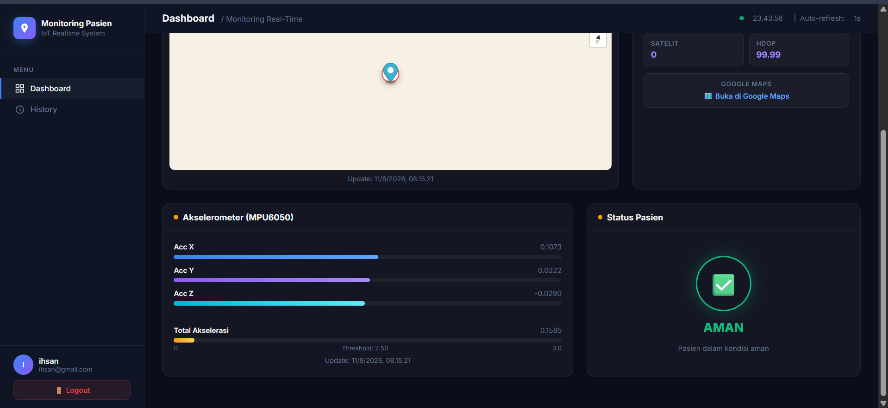 Monitoring Pasien
IoT Realtime System
MENU
Dashboard
History
ihsan
ihsan@gmail.com
I
Logout
Dashboard / Monitoring Real-Time
23.43.58 Auto-refresh: 1s
Update: 11/8/2026, 08.15.21
SATELIT
0
HDOP
99.99
GOOGLE MAPS
Buka di Google Maps
Akselerometer (MPU6050)
Acc X 0.1073
Acc Y 0.0222
Acc Z -0.0290
Total Akselerasi 0.1585
0 Threshold: 2.50 3.0
Update: 11/8/2026, 08.15.21
Status Pasien
AMAN
Pasien dalam kondisi aman